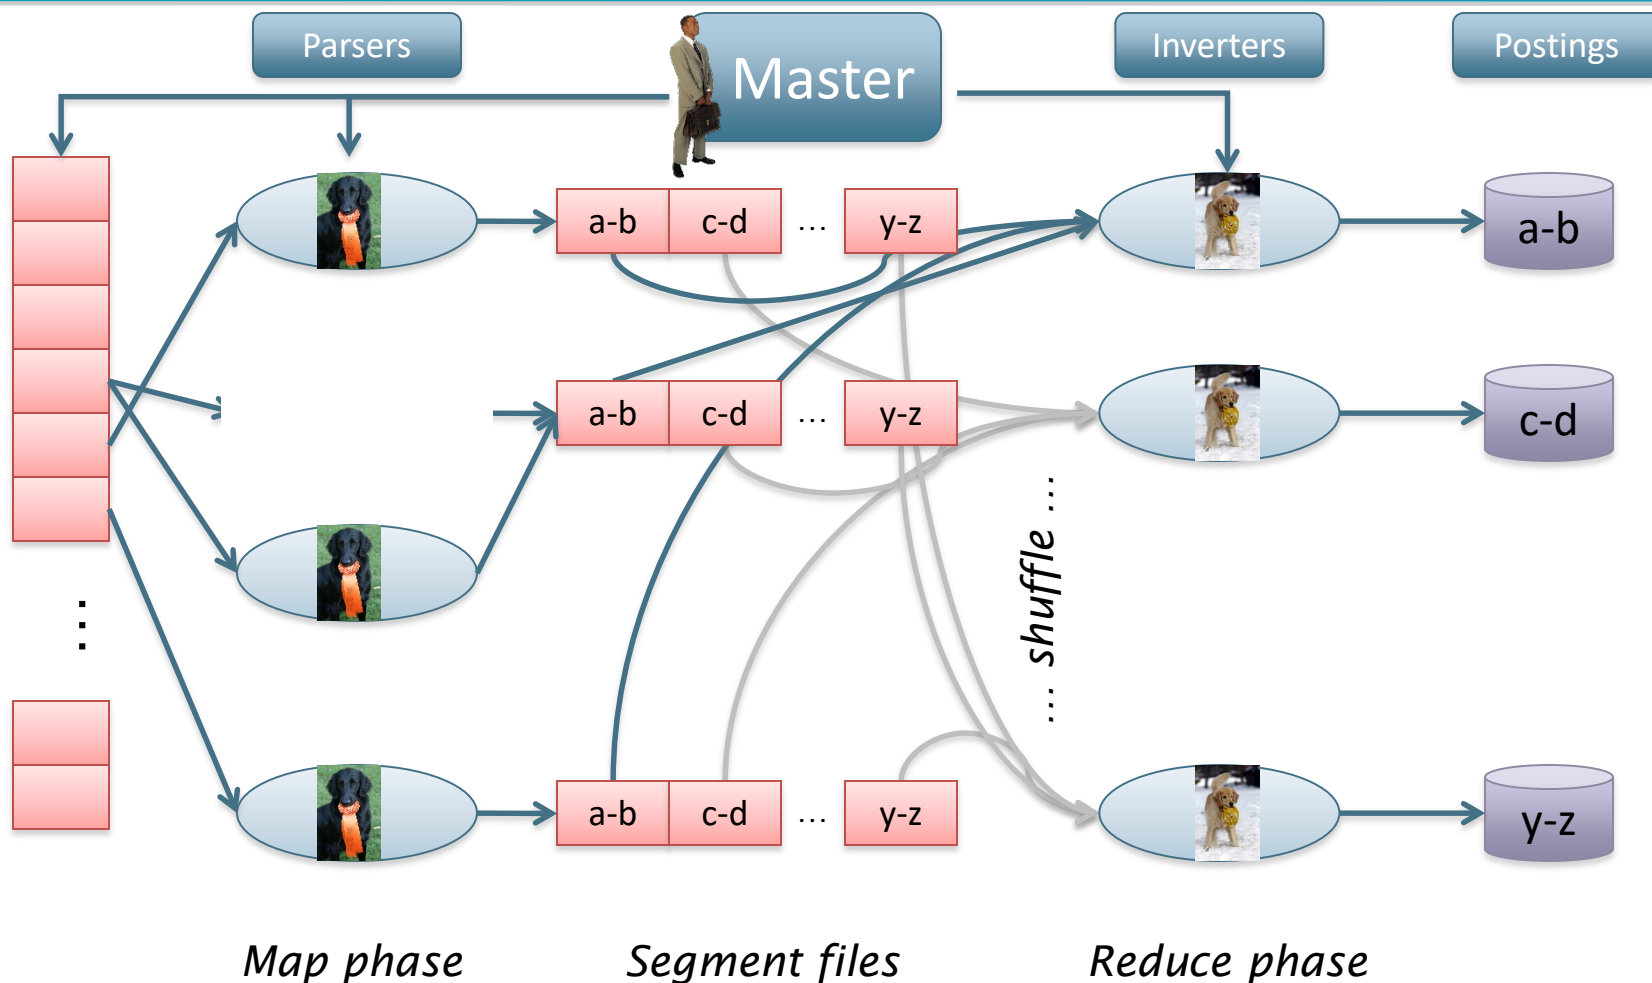 Parsers
Master
Inverters
Postings
a-b c-d ... y-z
a-b
a-b c-d ... y-z
c-d
... shuffle ...
a-b c-d ... y-z
y-z
Map phase
Segment files
Reduce phase